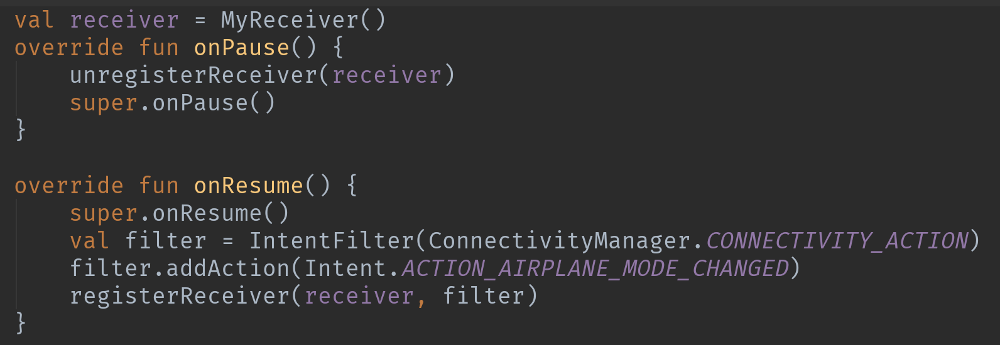 val receiver = MyReceiver()
override fun onPause() {
    unregisterReceiver(receiver)
    super.onPause()
}

override fun onResume() {
    super.onResume()
    val filter = IntentFilter(ConnectivityManager.CONNECTIVITY_ACTION)
    filter.addAction(Intent.ACTION_AIRPLANE_MODE_CHANGED)
    registerReceiver(receiver, filter)
}